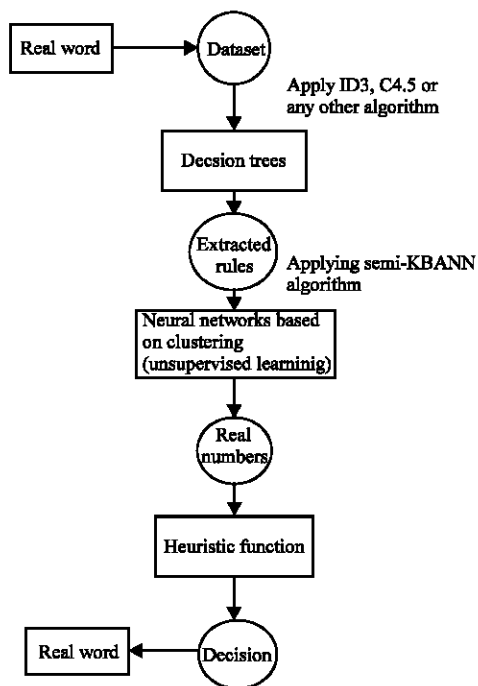 Real word
Dataset
Apply ID3, C4.5 or
any other algorithm
Decsion trees
Extracted
rules
Applying semi-KBANN
algorithm
Neural networks based
on clustering
(unsupervised learninig)
Real
numbers
Heuristic function
Real word
Decision